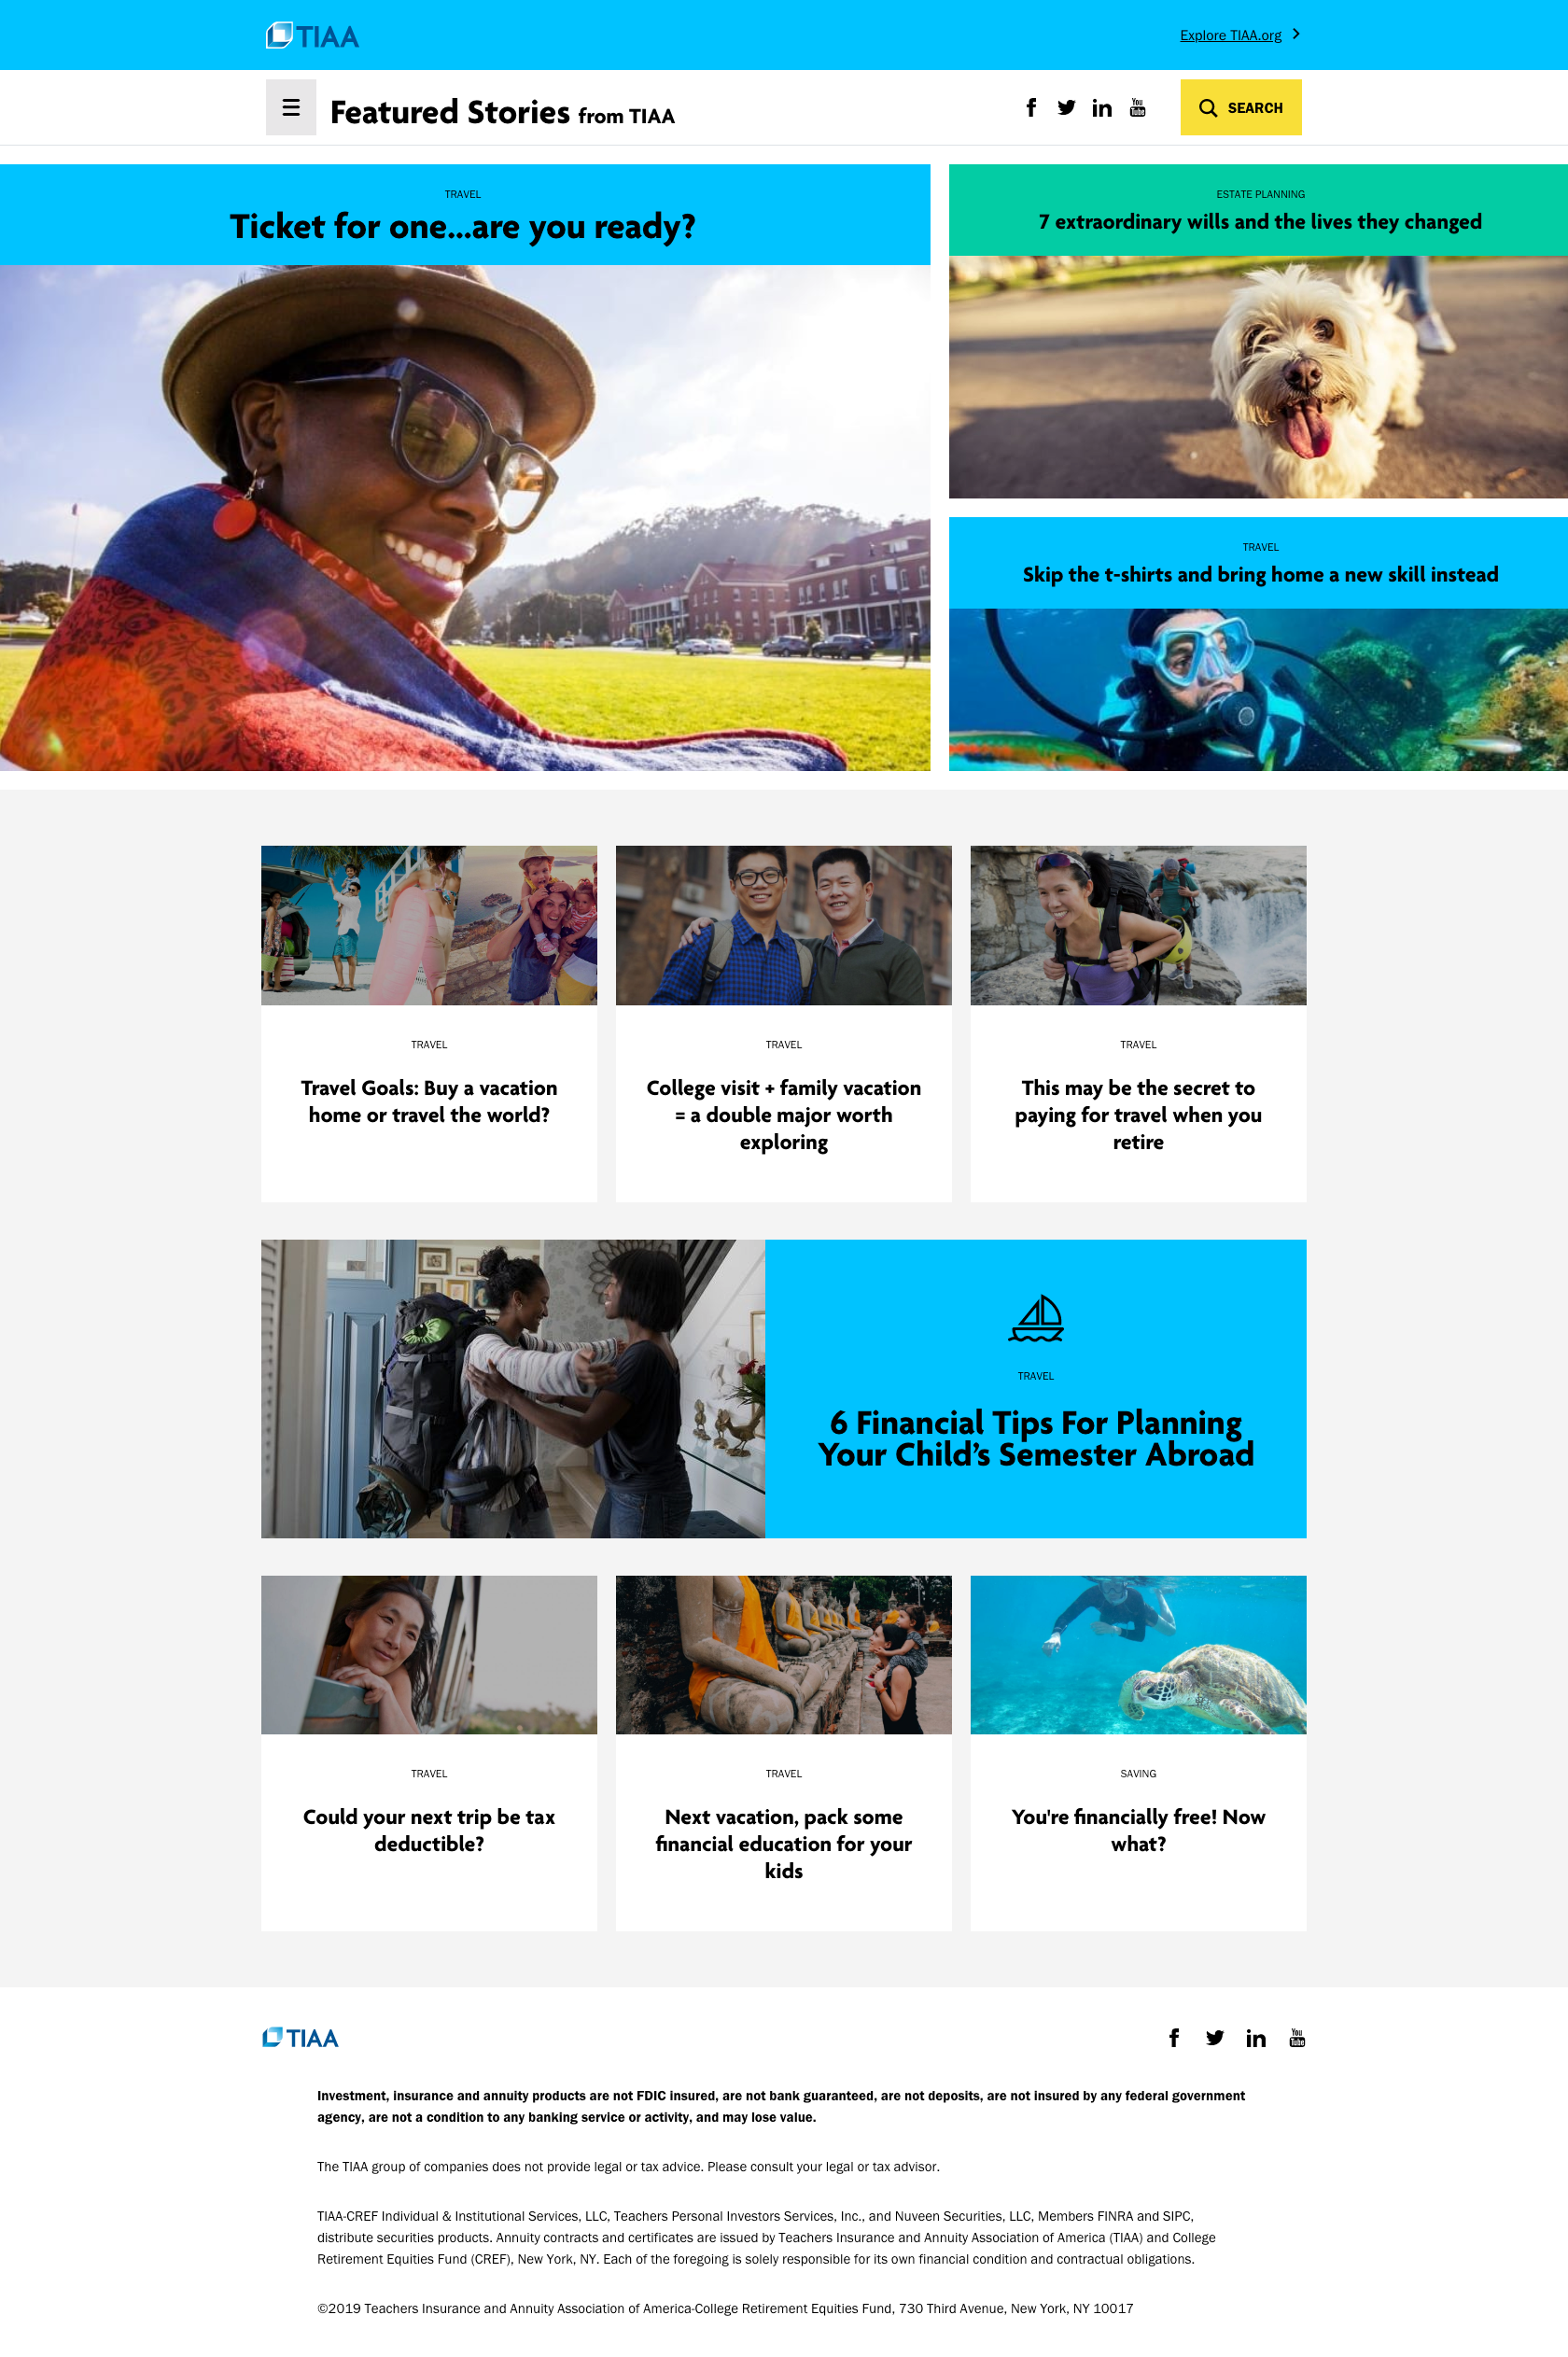 TIAA
Explore TIAA.org
Featured Stories from TIAA
You
Tube
SEARCH
TRAVEL
Ticket for one...are you ready?
ESTATE PLANNING
7 extraordinary wills and the lives they changed
TRAVEL
Skip the t-shirts and bring home a new skill instead
TRAVEL
Travel Goals: Buy a vacation
home or travel the world?
TRAVEL
College visit + family vacation
= a double major worth
exploring
TRAVEL
This may be the secret to
paying for travel when you
retire
TRAVEL
6 Financial Tips For Planning
Your Child’s Semester Abroad
TRAVEL
Could your next trip be tax
deductible?
TRAVEL
Next vacation, pack some
financial education for your
kids
SAVING
You're financially free! Now
what?
TIAA
You
Tube
Investment, insurance and annuity products are not FDIC insured, are not bank guaranteed, are not deposits, are not insured by any federal government
agency, are not a condition to any banking service or activity, and may lose value.
The TIAA group of companies does not provide legal or tax advice. Please consult your legal or tax advisor.
TIAA-CREF Individual & Institutional Services, LLC, Teachers Personal Investors Services, Inc., and Nuveen Securities, LLC, Members FINRA and SIPC,
distribute securities products. Annuity contracts and certificates are issued by Teachers Insurance and Annuity Association of America (TIAA) and College
Retirement Equities Fund (CREF), New York, NY. Each of the foregoing is solely responsible for its own financial condition and contractual obligations.
©2019 Teachers Insurance and Annuity Association of America-College Retirement Equities Fund, 730 Third Avenue, New York, NY 10017